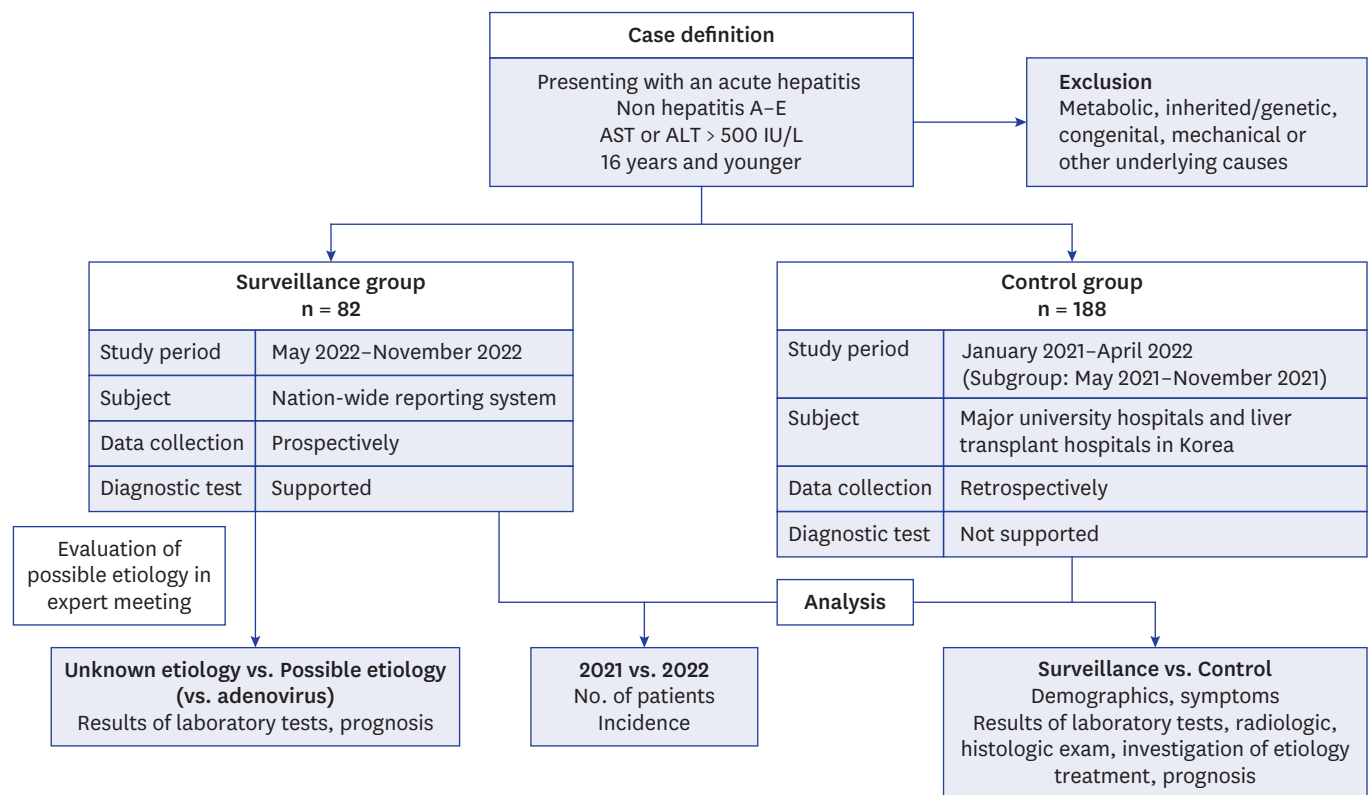 Case definition
Presenting with an acute hepatitis
Non hepatitis A–E
AST or ALT > 500 IU/L
16 years and younger
Exclusion
Metabolic, inherited/genetic,
congenital, mechanical or
other underlying causes
Surveillance group
n = 82
Study period May 2022–November 2022
Subject Nation-wide reporting system
Data collection Prospectively
Diagnostic test Supported
Control group
n = 188
Study period January 2021–April 2022
(Subgroup: May 2021–November 2021)
Subject Major university hospitals and liver
transplant hospitals in Korea
Data collection Retrospectively
Diagnostic test Not supported
Evaluation of
possible etiology in
expert meeting
Analysis
Unknown etiology vs. Possible etiology
(vs. adenovirus)
Results of laboratory tests, prognosis
2021 vs. 2022
No. of patients
Incidence
Surveillance vs. Control
Demographics, symptoms
Results of laboratory tests, radiologic,
histologic exam, investigation of etiology
treatment, prognosis